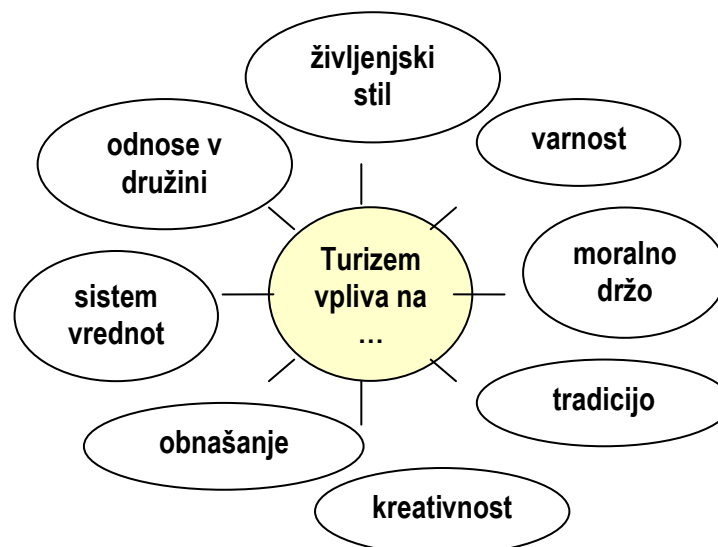 življenjski
stil
odnose v
družini
varnost
Turizem
vpliva na
…
moralno
držo
sistem
vrednot
tradicijo
obnašanje
kreativnost